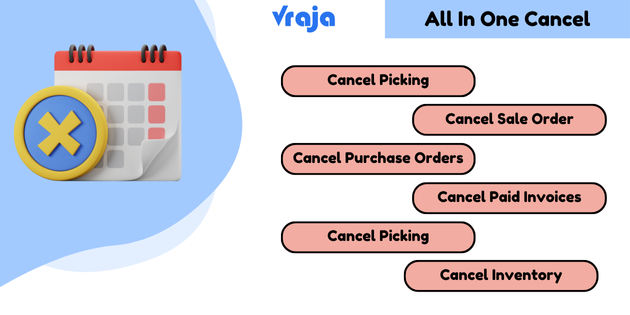 vraja
All In One Cancel
Cancel Picking
Cancel Sale Order
Cancel Purchase Orders
Cancel Paid Invoices
Cancel Picking
Cancel Inventory